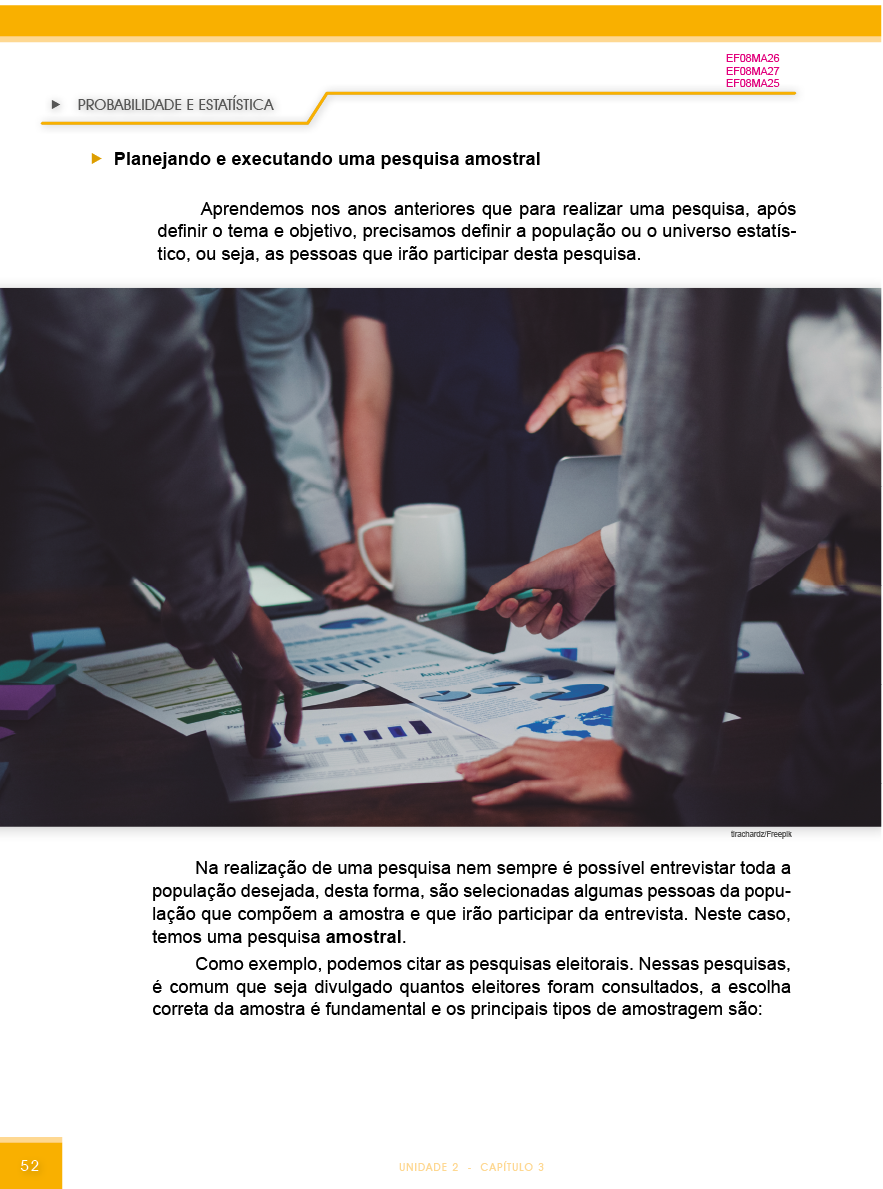 EF08MA26
EF08MA27
EF08MA25
PROBABILIDADE E ESTATÍSTICA
Planejando e executando uma pesquisa amostral
Aprendemos nos anos anteriores que para realizar uma pesquisa, após
definir o tema e objetivo, precisamos definir a população ou o universo estatís-
tico, ou seja, as pessoas que irão participar desta pesquisa.
Analysis Report
tirachardz/Freepik
Na realização de uma pesquisa nem sempre é possível entrevistar toda a
população desejada, desta forma, são selecionadas algumas pessoas da popu-
lação que compõem a amostra e que irão participar da entrevista. Neste caso,
temos uma pesquisa amostral.
Como exemplo, podemos citar as pesquisas eleitorais. Nessas pesquisas,
é comum que seja divulgado quantos eleitores foram consultados, a escolha
correta da amostra é fundamental e os principais tipos de amostragem são:
52
UNIDADE 2 - CAPÍTULO 3